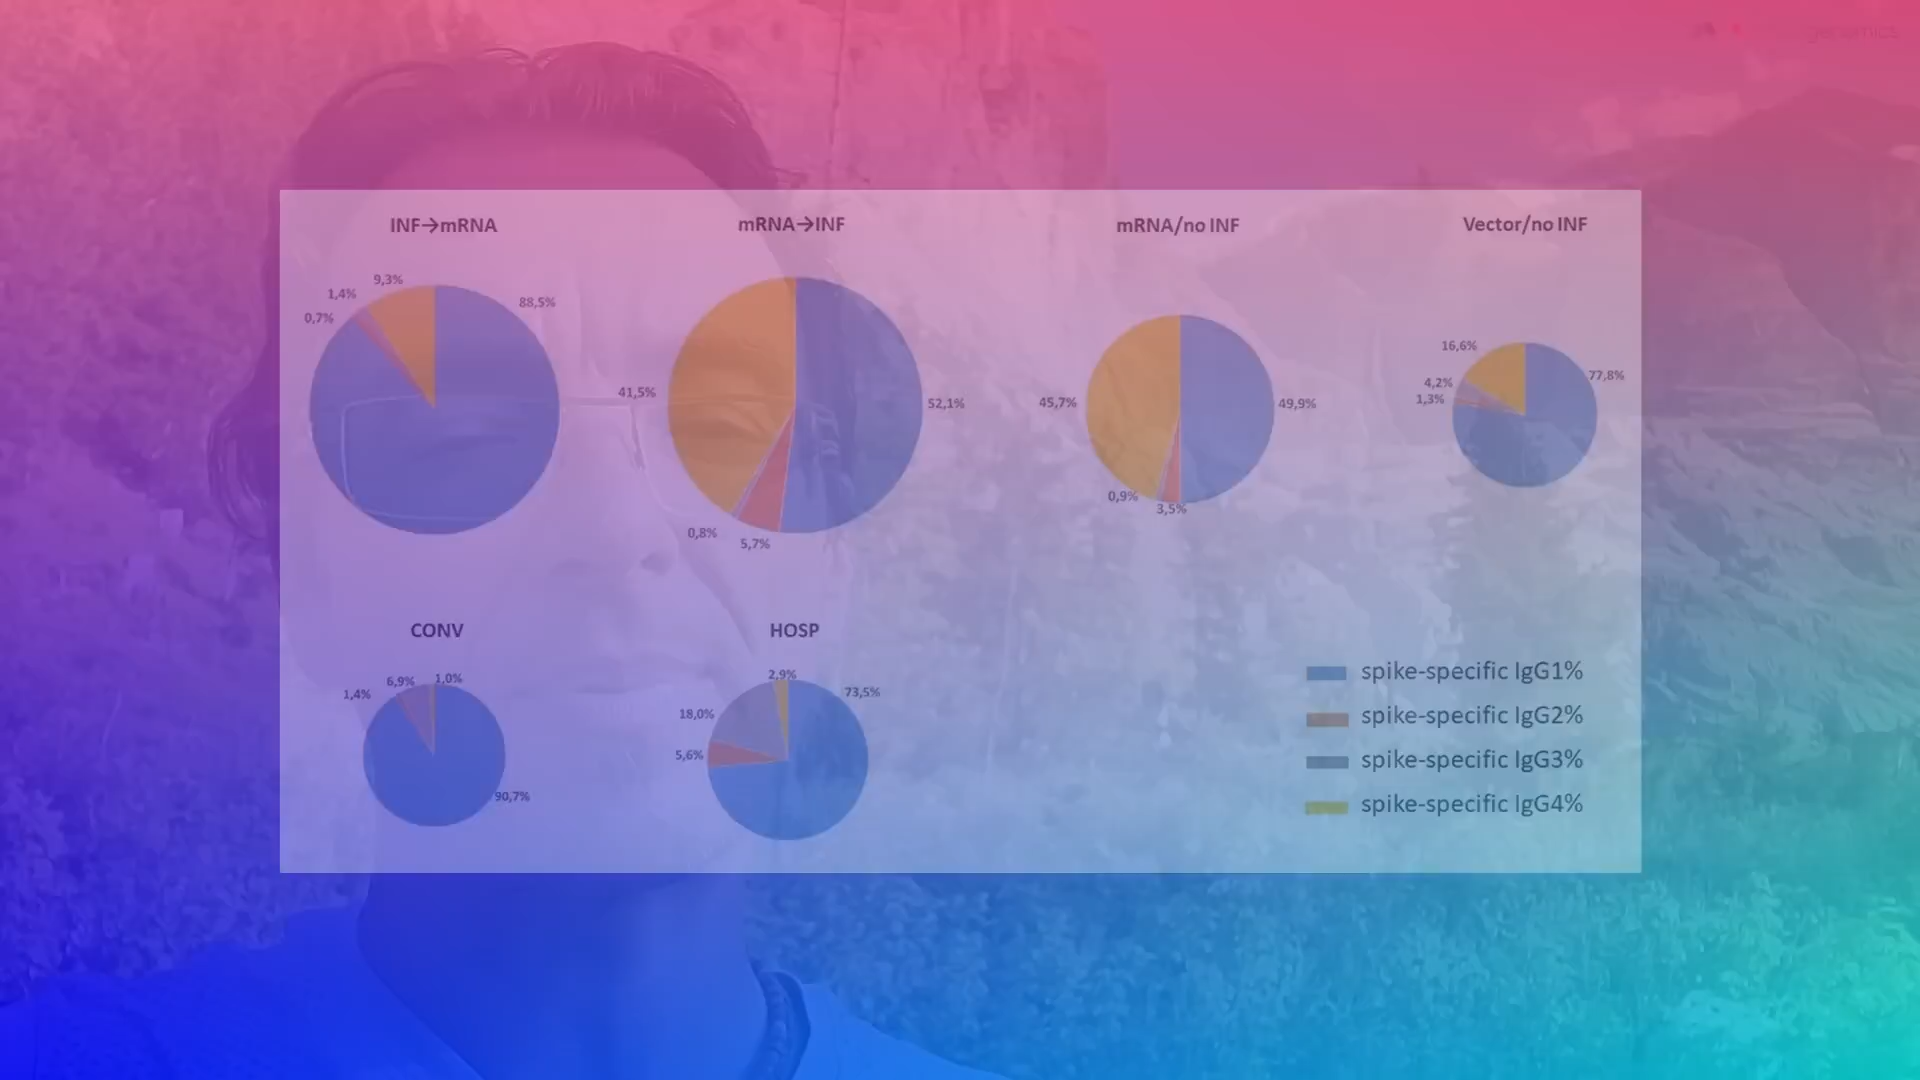 genomics
INF→mRNA
mRNA→INF
mRNA/no INF
Vector/no INF
9,3%
1,4%
0,7%
88,5%
41,5%
52,1%
0,8%
5,7%
45,7%
49,9%
0,9%
3,5%
16,6%
4,2%
1,3%
77,8%
CONV
HOSP
6,9%
1,0%
1,4%
90,7%
2,9%
73,5%
18,0%
5,6%
spike-specific IgG1%
spike-specific IgG2%
spike-specific IgG3%
spike-specific IgG4%